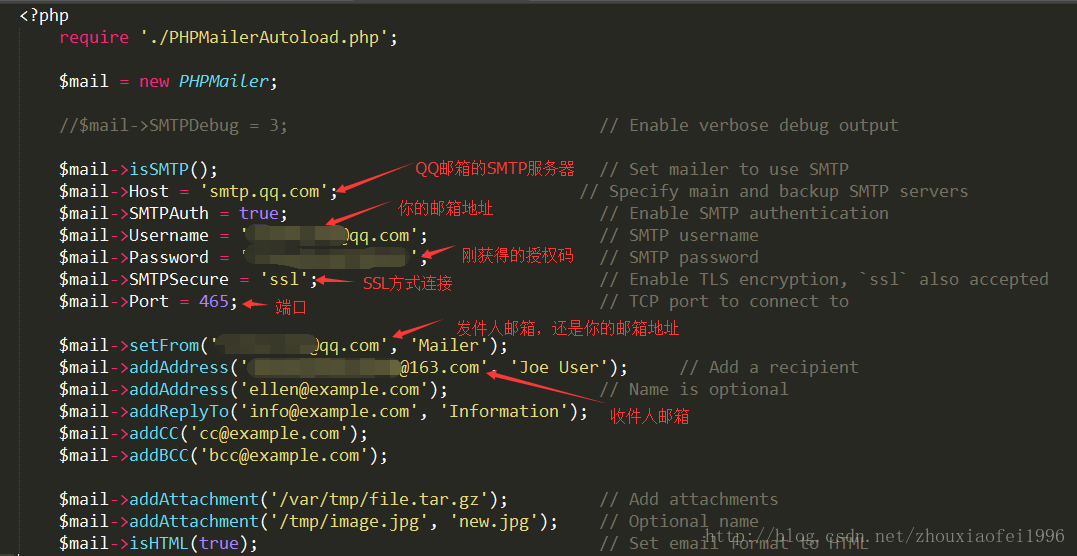 <?php
require './PHPMailerAutoload.php';
$mail = new PHPMailer;
//$mail->SMTPDebug = 3; // Enable verbose debug output
$mail->isSMTP(); QQ邮箱的SMTP服务器 // Set mailer to use SMTP
$mail->Host = 'smtp.qq.com'; // Specify main and backup SMTP servers
$mail->SMTPAuth = true; 你的邮箱地址 // Enable SMTP authentication
$mail->Username = '@qq.com'; // SMTP username
$mail->Password = ''; 刚获得的授权码 // SMTP password
$mail->SMTPSecure = 'ssl'; SSL方式连接 // Enable TLS encryption, `ssl` also accepted
$mail->Port = 465; 端口 // TCP port to connect to
发件人邮箱，还是你的邮箱地址
$mail->setFrom('@qq.com', 'Mailer');
$mail->addAddress('@163.com', 'Joe User'); // Add a recipient
$mail->addAddress('ellen@example.com'); // Name is optional
$mail->addReplyTo('info@example.com', 'Information'); 收件人邮箱
$mail->addCC('cc@example.com');
$mail->addBCC('bcc@example.com');
$mail->addAttachment('/var/tmp/file.tar.gz'); // Add attachments
$mail->addAttachment('/tmp/image.jpg', 'new.jpg'); // Optional name
http://blog.csdn.net/zhouxiaofei1996
$mail->isHTML(true); // Set email format to HTML